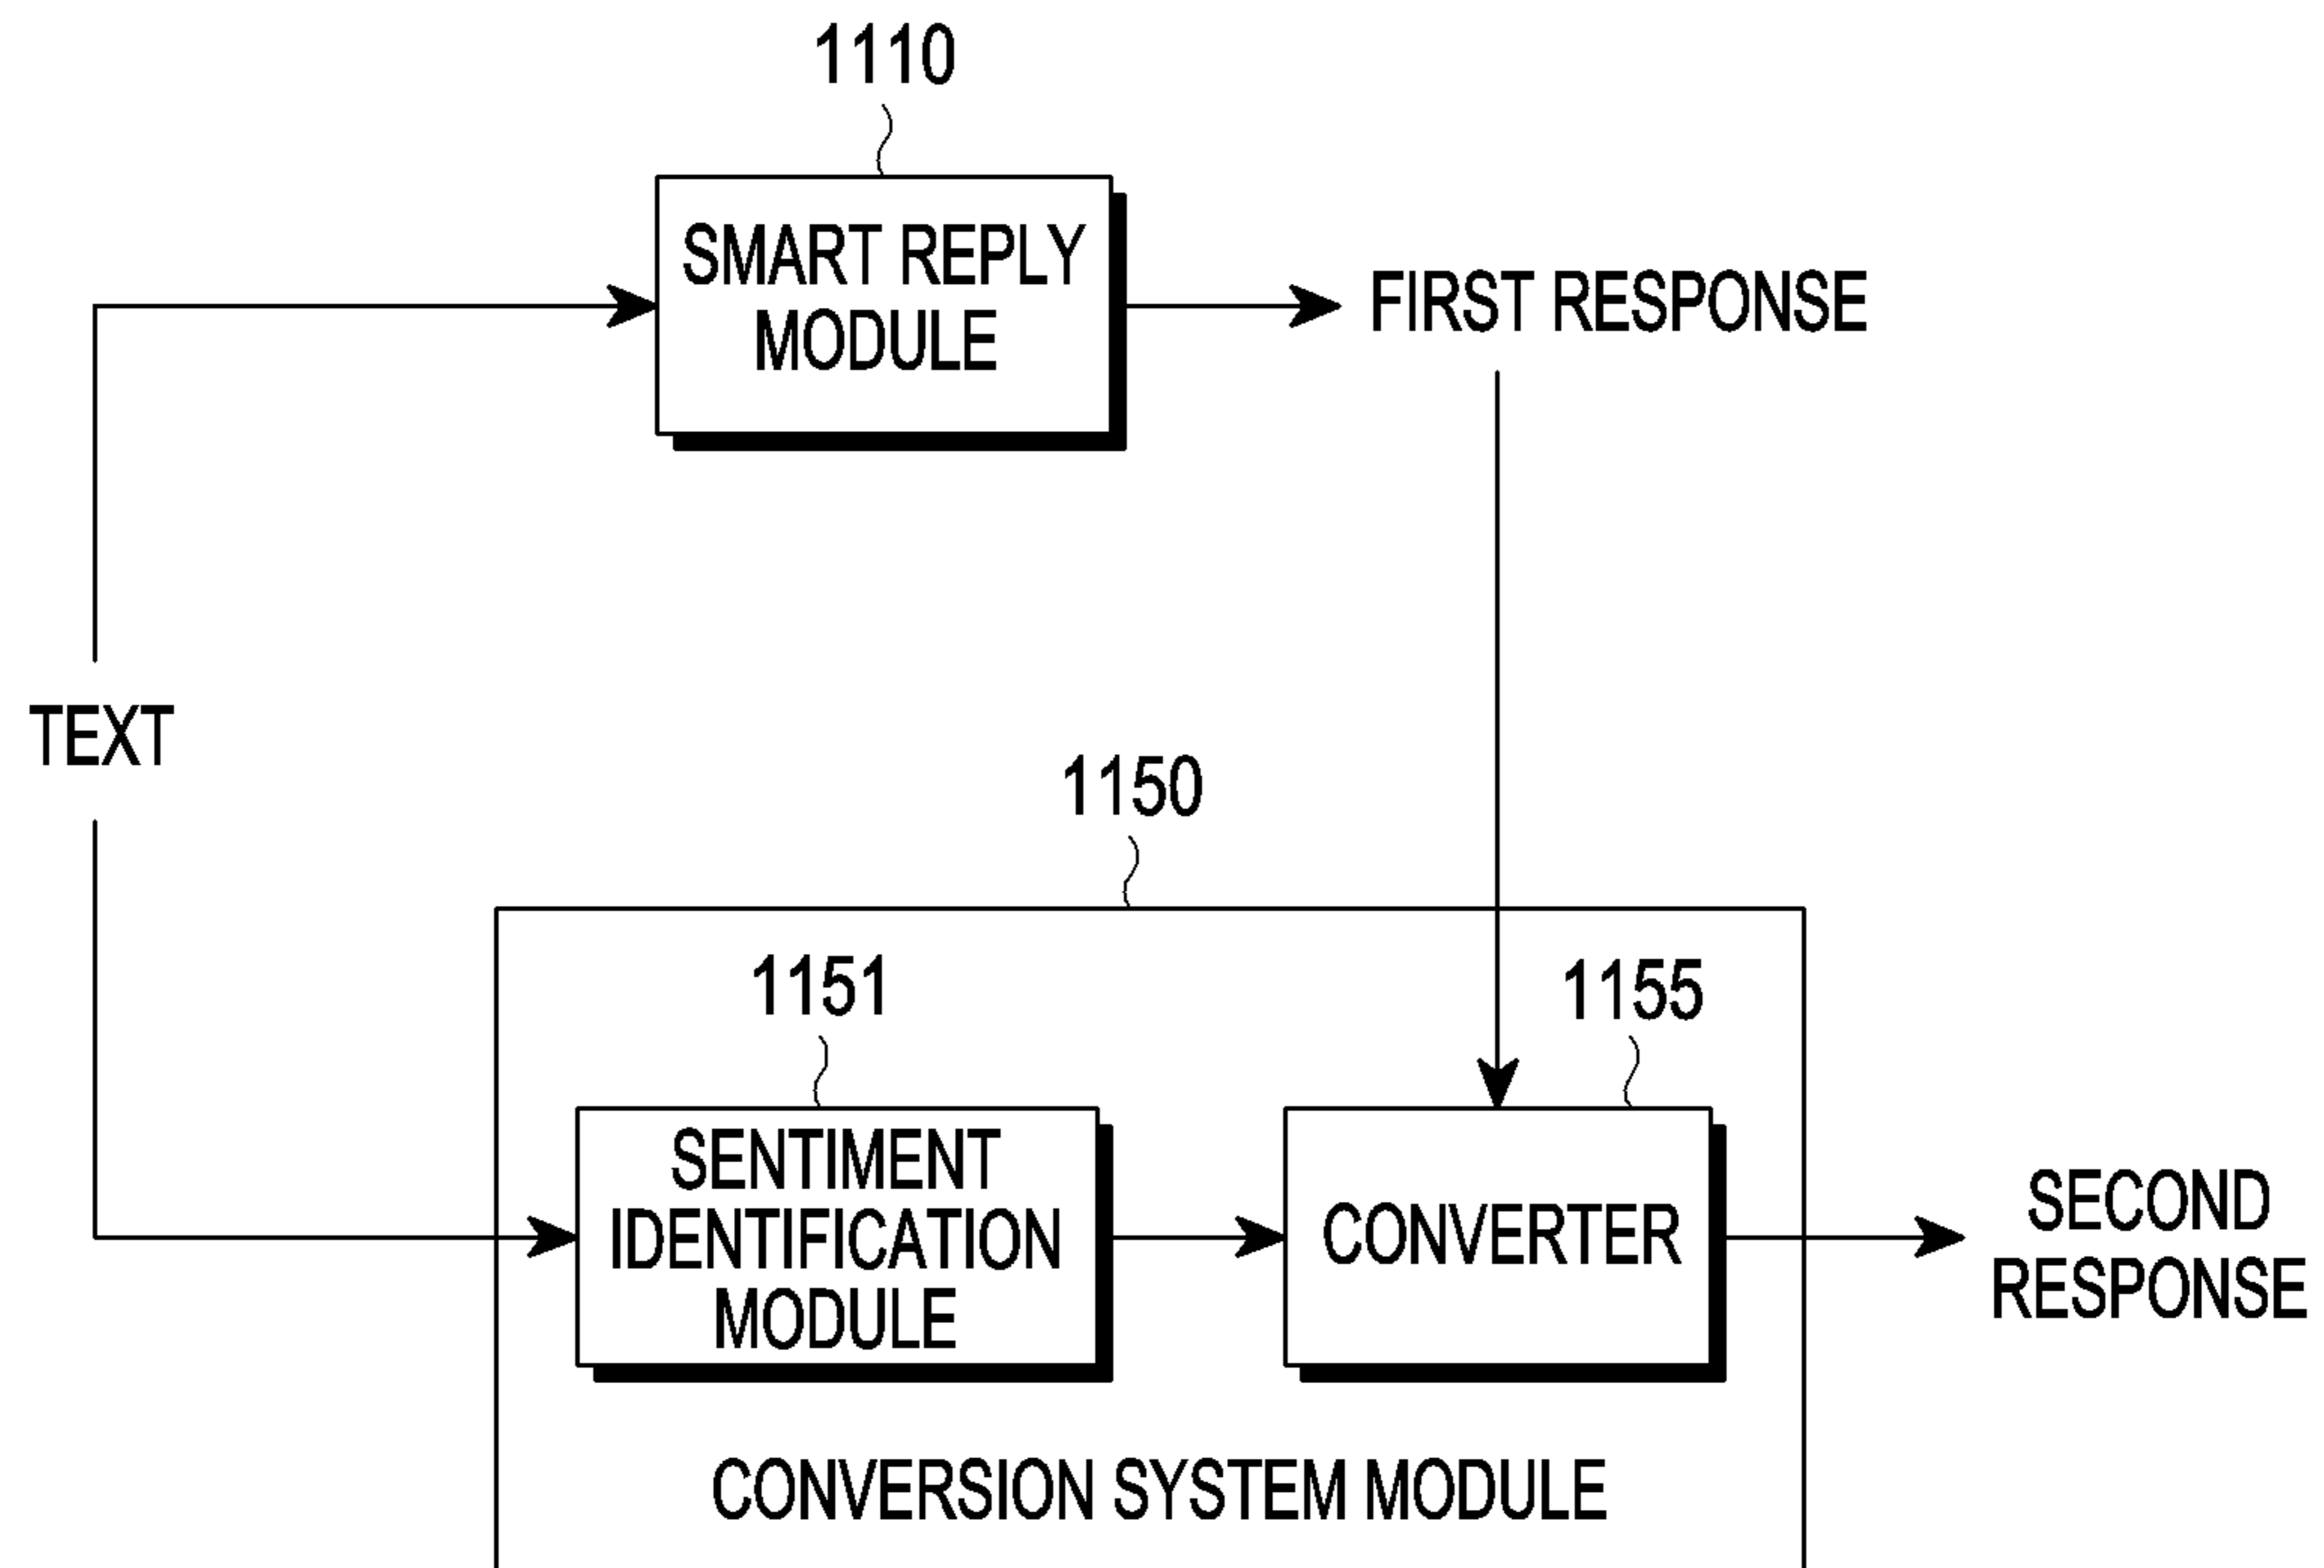 1110
SMART REPLY
MODULE
FIRST RESPONSE
TEXT
1150
1151
1155
SENTIMENT
IDENTIFICATION
MODULE
CONVERTER
SECOND
RESPONSE
CONVERSION SYSTEM MODULE